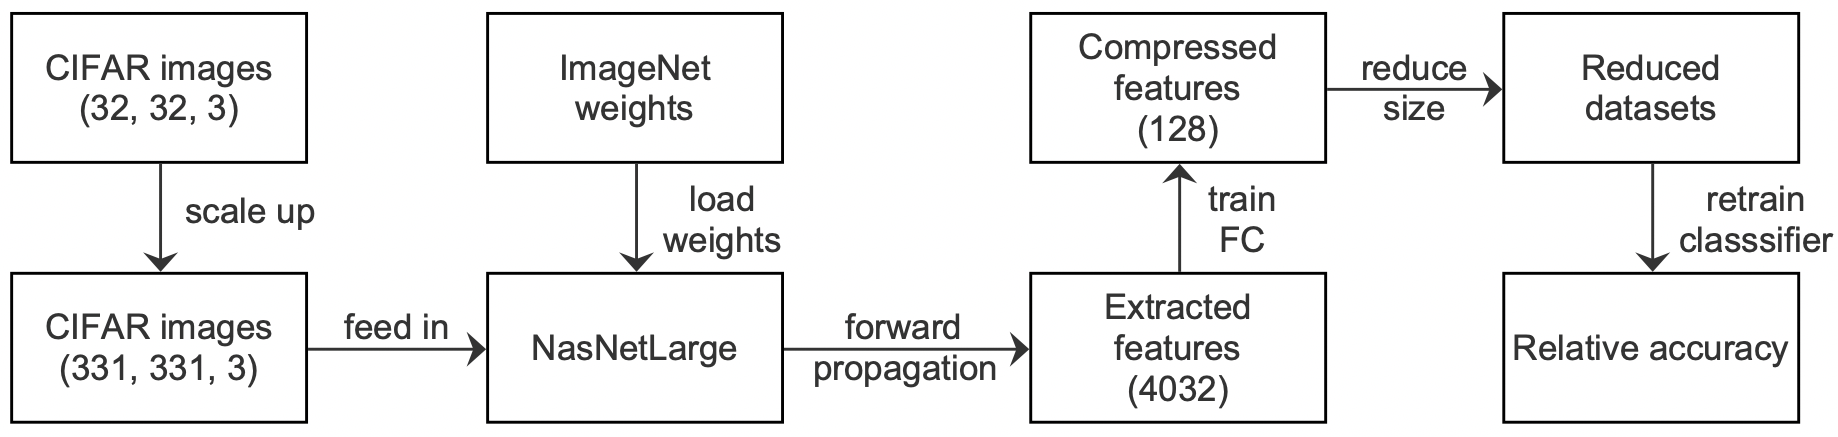 CIFAR images
(32, 32, 3)
scale up
CIFAR images
(331, 331, 3)
feed in
ImageNet
weights
load
weights
NasNetLarge
forward
propagation
Extracted
features
(4032)
train
FC
Compressed
features
(128)
reduce
size
Reduced
datasets
retrain
classsifier
Relative accuracy